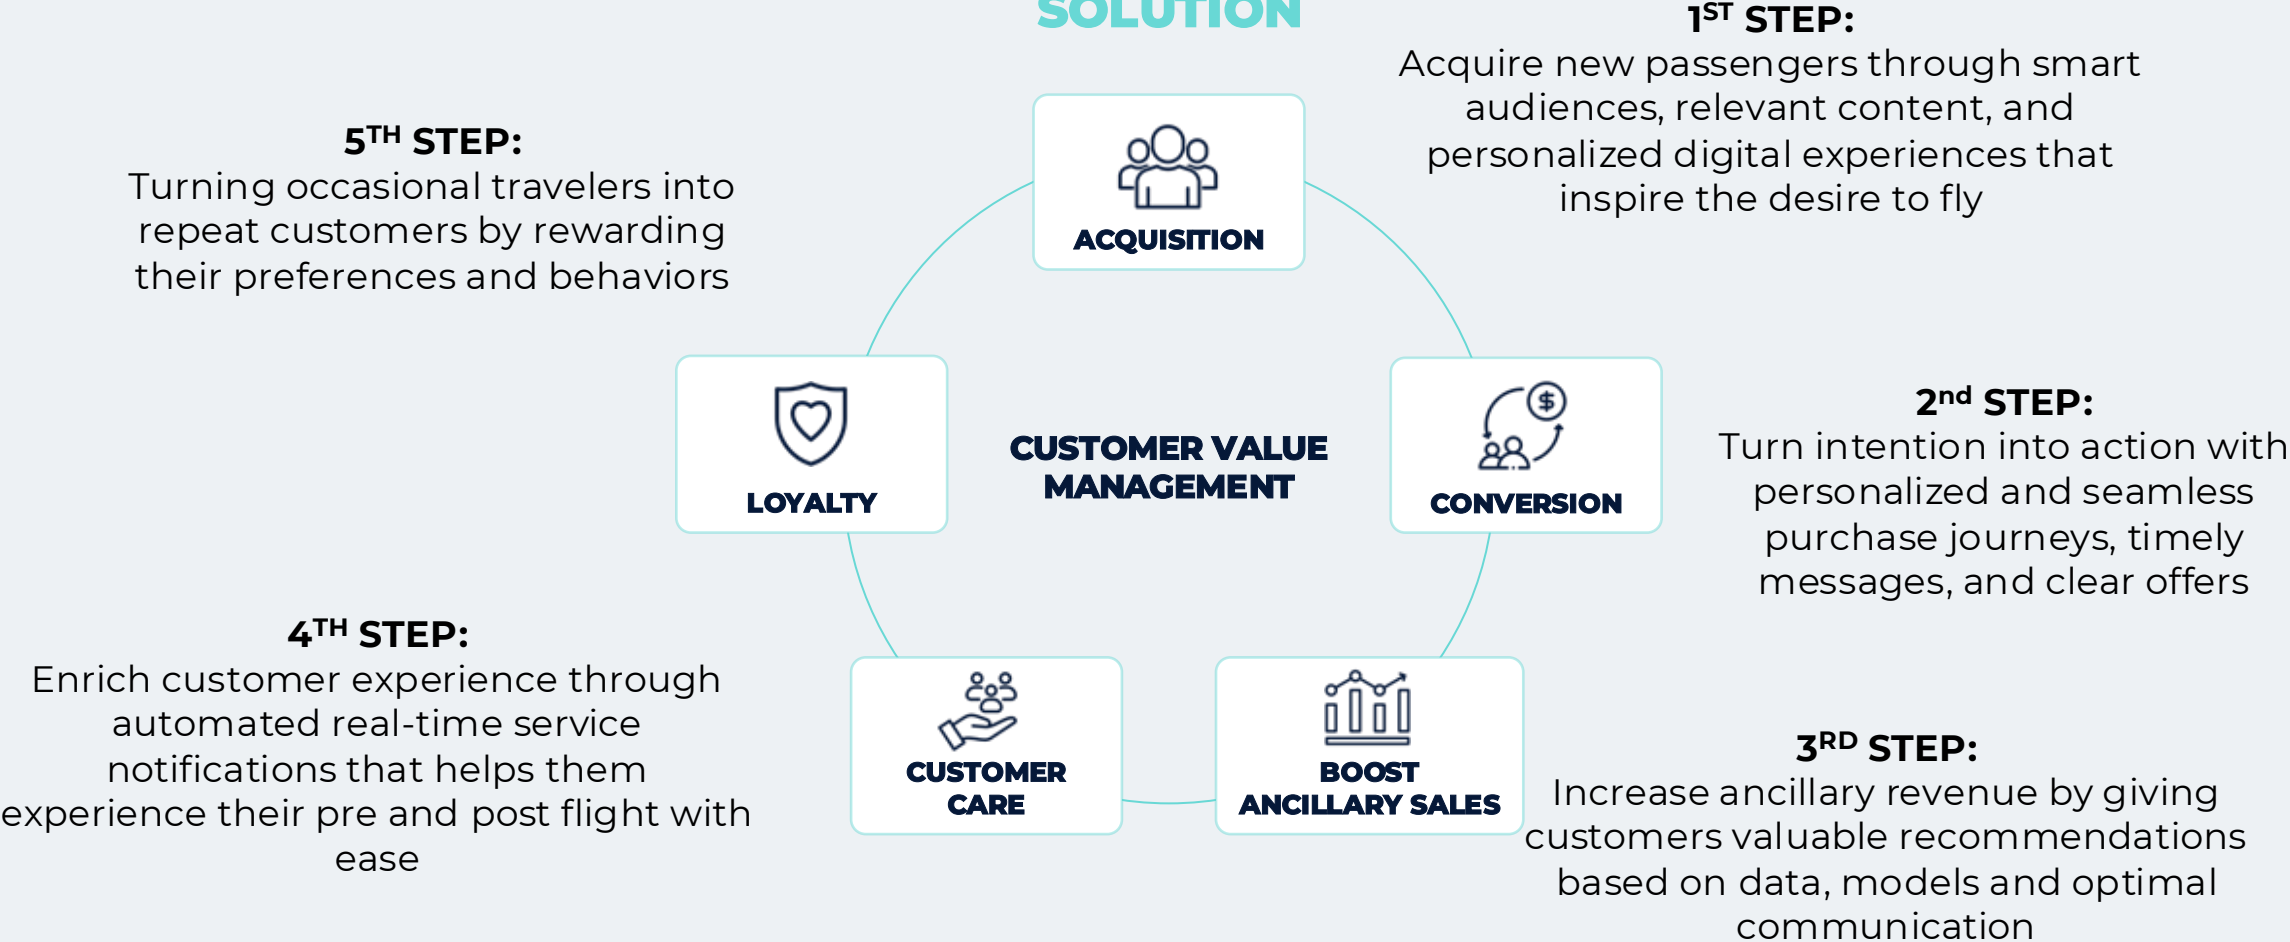 SOLUTION
1ST STEP:
Acquire new passengers through smart
audiences, relevant content, and
personalized digital experiences that
inspire the desire to fly
ACQUISITION
5TH STEP:
Turning occasional travelers into
repeat customers by rewarding
their preferences and behaviors
LOYALTY
CUSTOMER VALUE
MANAGEMENT
$
CONVERSION
2nd STEP:
Turn intention into action with
personalized and seamless
purchase journeys, timely
messages, and clear offers
4TH STEP:
Enrich customer experience through
automated real-time service
notifications that helps them
experience their pre and post flight with
ease
CUSTOMER
CARE
BOOST
ANCILLARY SALES
3RD STEP:
Increase ancillary revenue by giving
customers valuable recommendations
based on data, models and optimal
communication